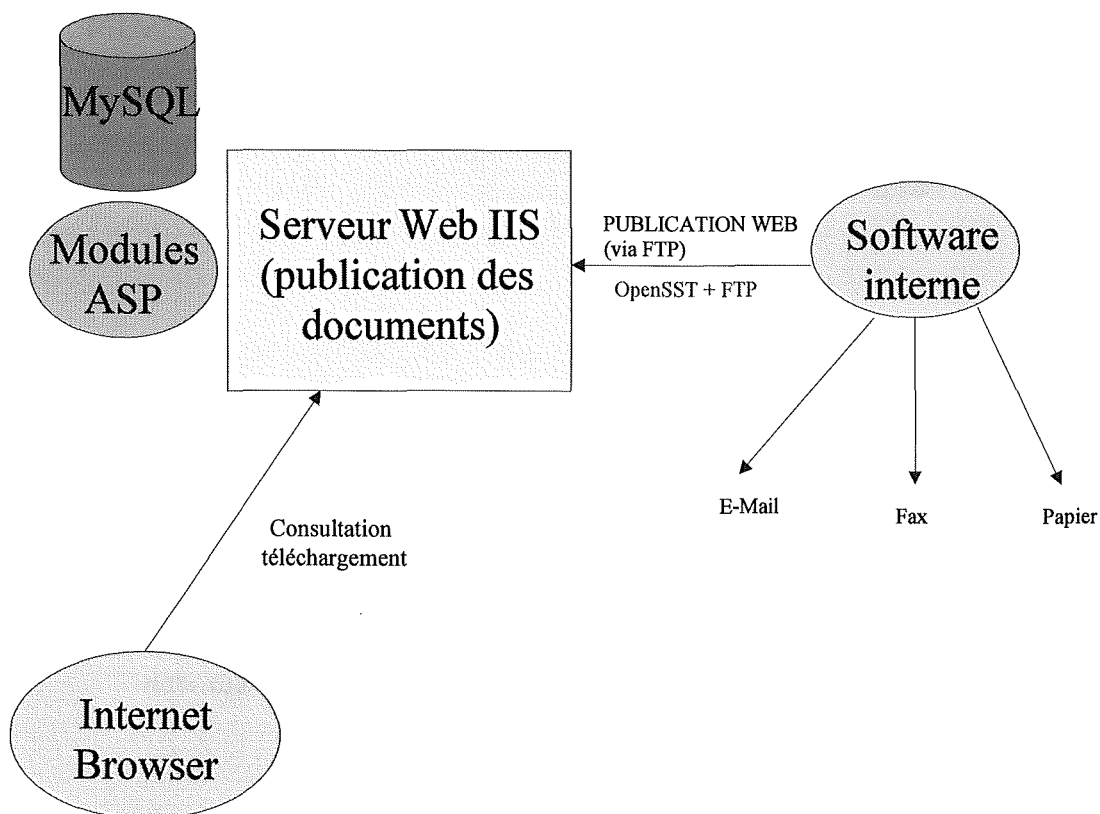 MySQL
Modules
ASP
Serveur Web IIS
(publication des
documents)
PUBLICATION WEB
(via FTP)
OpenSST + FTP
Software
interne
E-Mail
Fax
Papier
Consultation
téléchargement
Internet
Browser